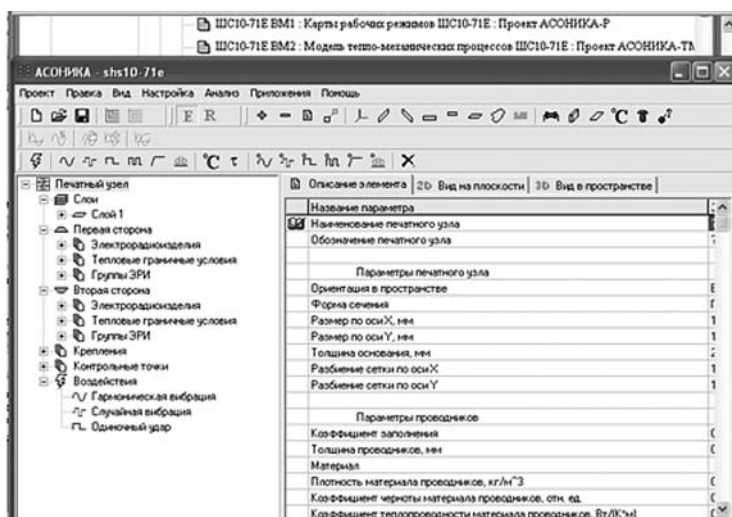 ШС10-71Е ВМ1 : Карты рабочих режимов ШС10-71Е : Проект АСОНИКА-Р
ШС10-71Е ВМ2 : Модель тепло-механических процессов ШС10-71Е : Проект АСОНИКА-ТМ
АСОНИКА - shs10-71e
Проект Правка Вид Настройка Анализ Приложения Помощь
E R °C
°C τ
Печатный узел
Слои
Слой 1
Первая сторона
Электрорадиоизделия
Тепловые граничные условия
Группы ЭРИ
Вторая сторона
Электрорадиоизделия
Тепловые граничные условия
Группы ЭРИ
Крепления
Контрольные точки
Воздействия
Гармоническая вибрация
Случайная вибрация
Одиночный удар
Описание элемента 2D Вид на плоскости 3D Вид в пространстве
Название параметра
Наименование печатного узла
Обозначение печатного узла
Параметры печатного узла
Ориентация в пространстве
Форма сечения
Размер по оси X, мм
Размер по оси Y, мм
Толщина основания, мм
Разбиение сетки по оси X
Разбиение сетки по оси Y
Параметры проводников
Коэффициент заполнения
Толщина проводников, мм
Материал
Плотность материала проводников, кг/м^3
Коэффициент черноты материала проводников, отн. ед.
Коэффициент теплопроводности материала проводников, Вт/(К*м)